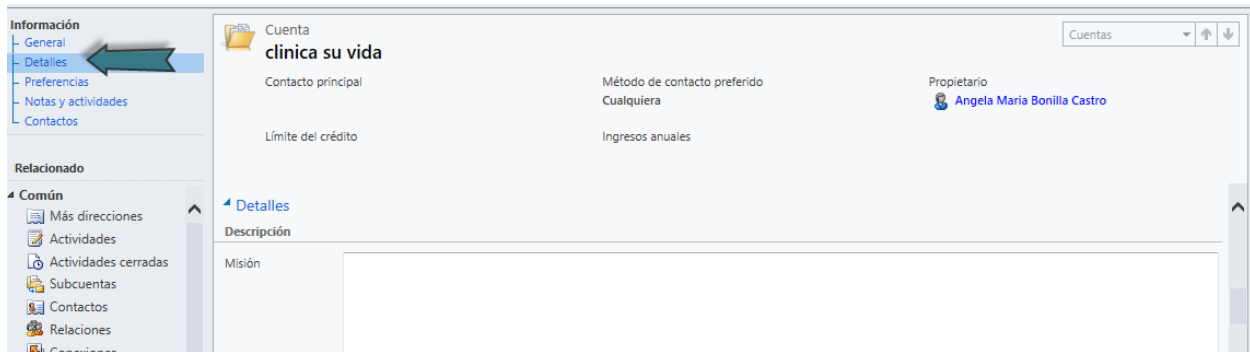 Información
General
Detalles
Preferencias
Notas y actividades
Contactos
Relacionado
Común
Más direcciones
Actividades
Actividades cerradas
Subcuentas
Contactos
Relaciones
Conexiones
Cuenta
clinica su vida
Cuentas
Contacto principal
Método de contacto preferido
Propietario
Cualquiera
Angela Maria Bonilla Castro
Límite del crédito
Ingresos anuales
Detalles
Descripción
Misión